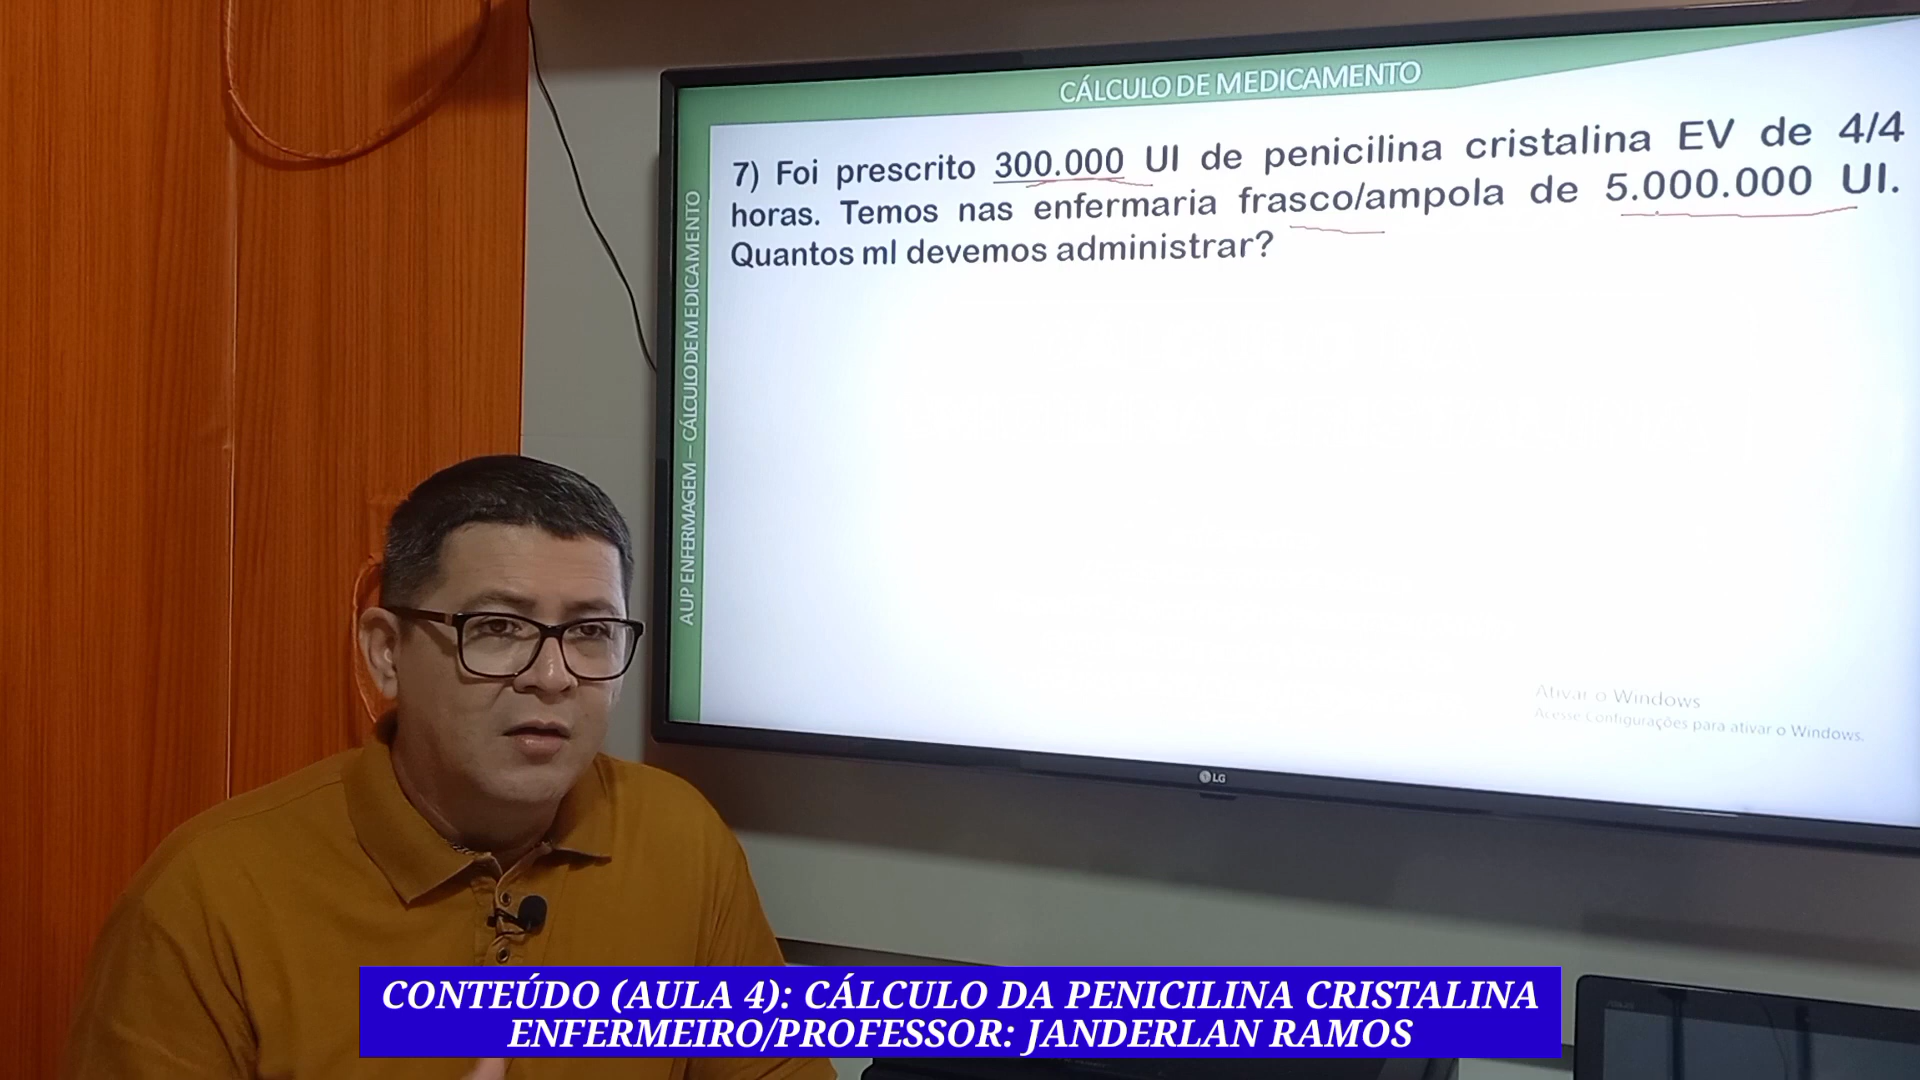 CÁLCULO DE MEDICAMENTO
7) Foi prescrito 300.000 UI de penicilina cristalina EV de 4/4
horas. Temos nas enfermaria frasco/ampola de 5.000.000 UI.
Quantos ml devemos administrar?
AUP ENFERMAGEM – CÁLCULO DE MEDICAMENTO
Ativar o Windows
Acesse Configurações para ativar o Windows.
LG
CONTEÚDO (AULA 4): CÁLCULO DA PENICILINA CRISTALINA
ENFERMEIRO/PROFESSOR: JANDERLAN RAMOS